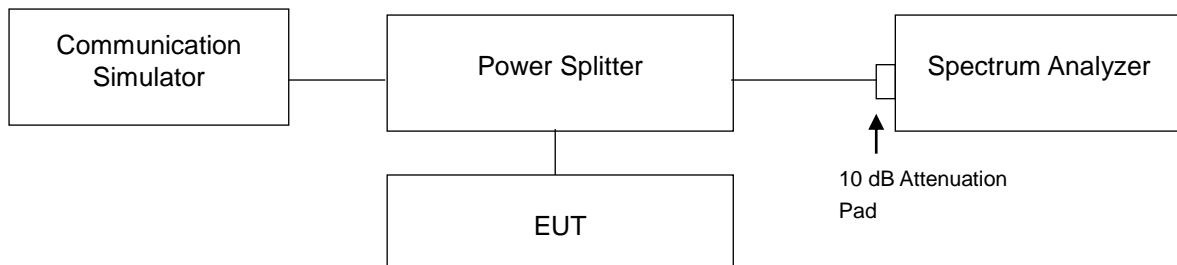 Communication
Simulator
Power Splitter
Spectrum Analyzer
10 dB Attenuation
Pad
EUT